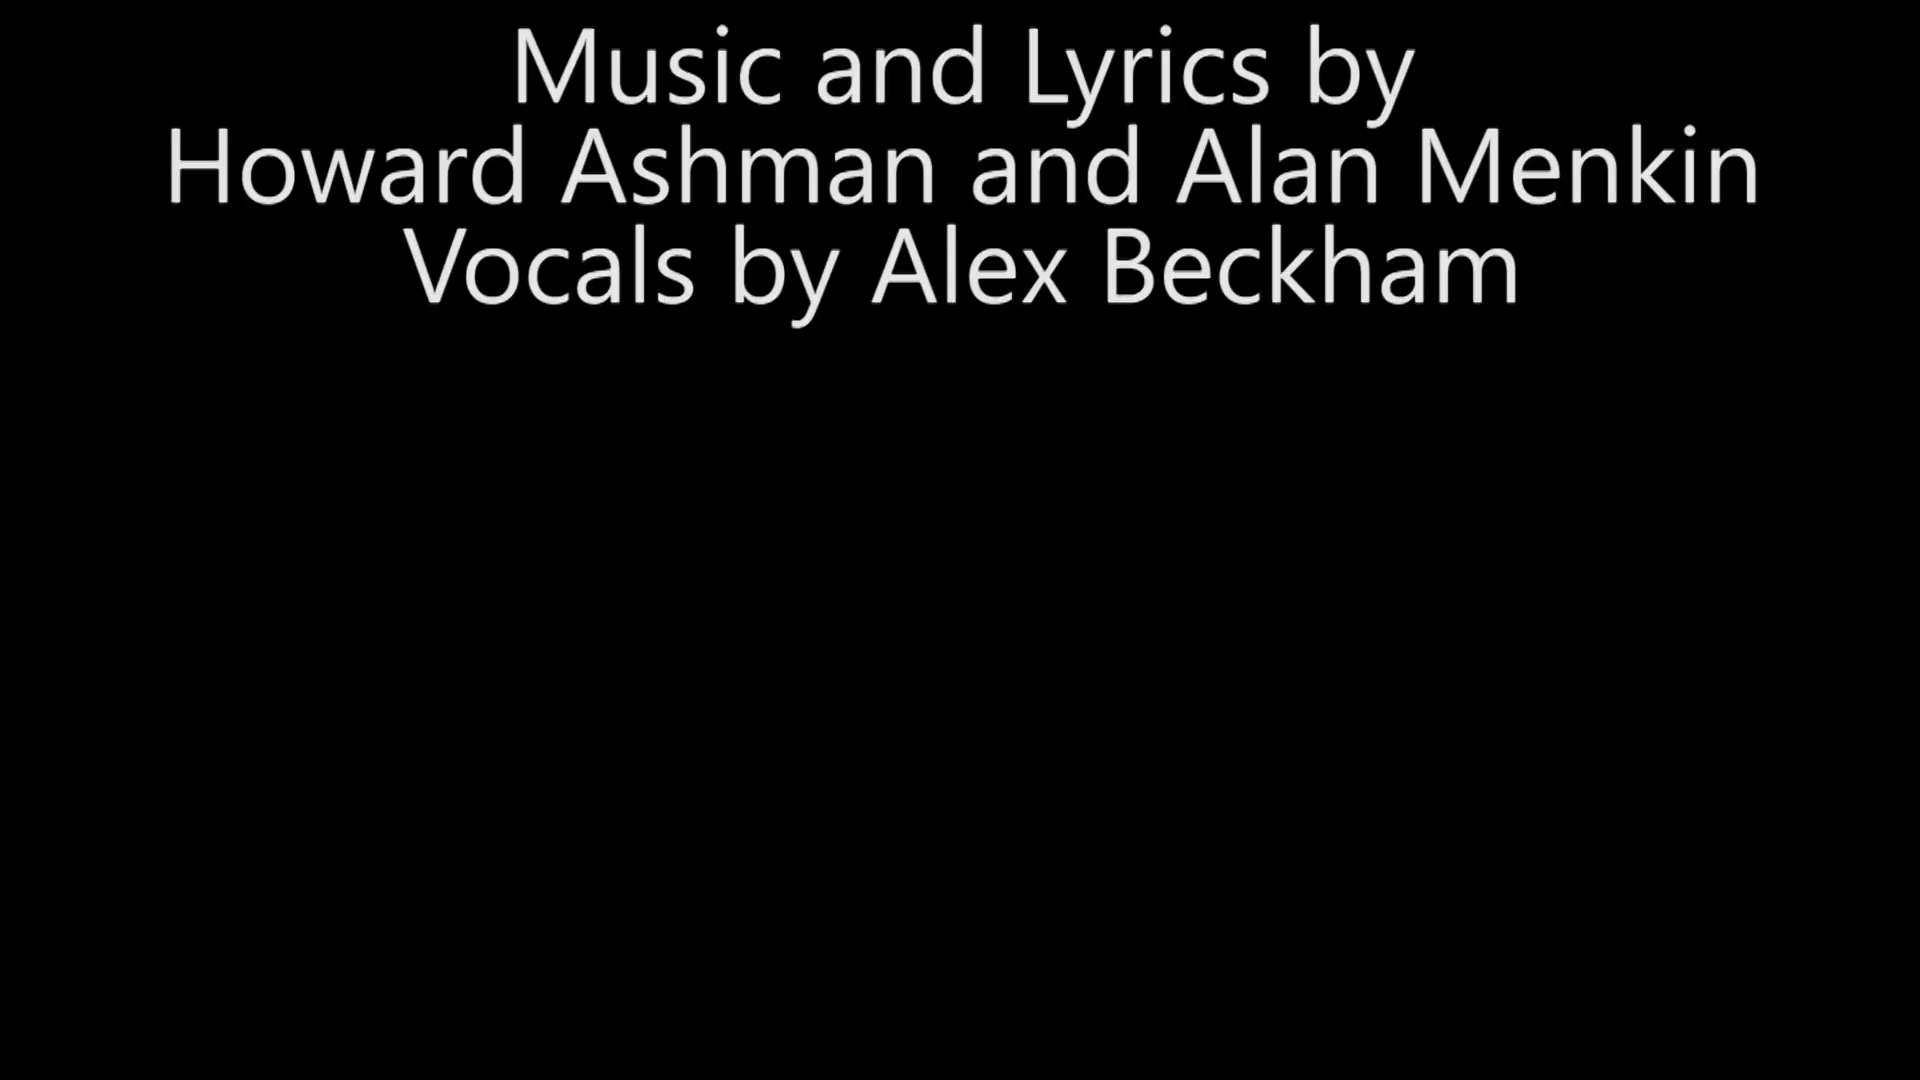 Music and Lyrics by
Howard Ashman and Alan Menkin
Vocals by Alex Beckham